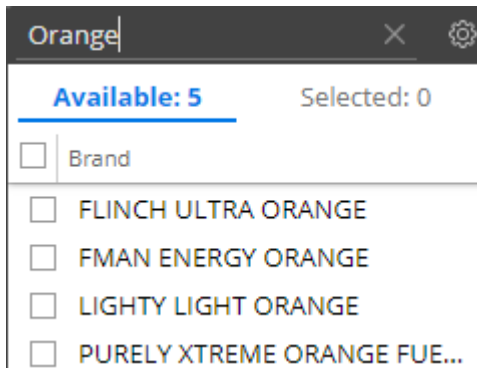 Orange
Available: 5 Selected: 0
Brand
FLINCH ULTRA ORANGE
FMAN ENERGY ORANGE
LIGHTY LIGHT ORANGE
PURELY XTREME ORANGE FUE...